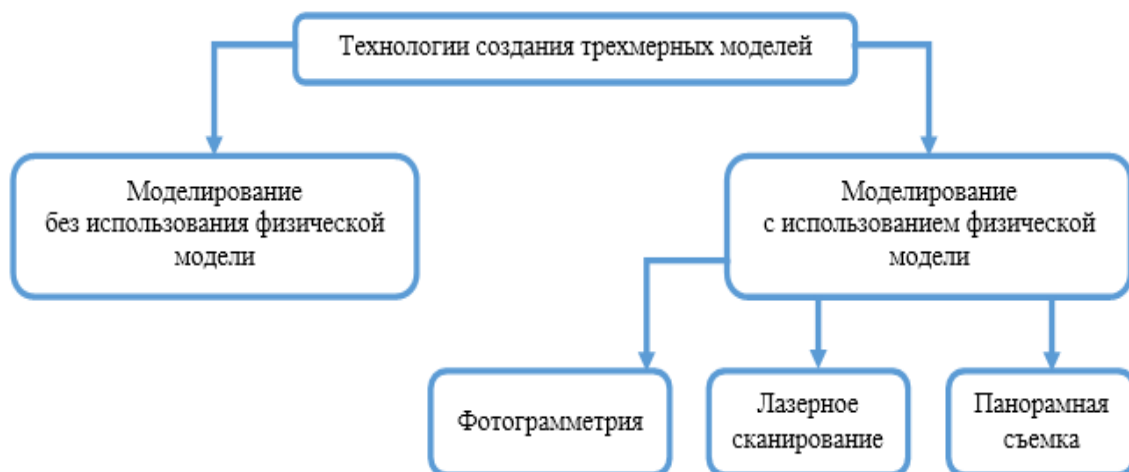 Технологии создания трехмерных моделей
Моделирование
без использования физической
модели
Моделирование
с использованием физической
модели
Фотограмметрия
Лазерное
сканирование
Панорамная
съемка